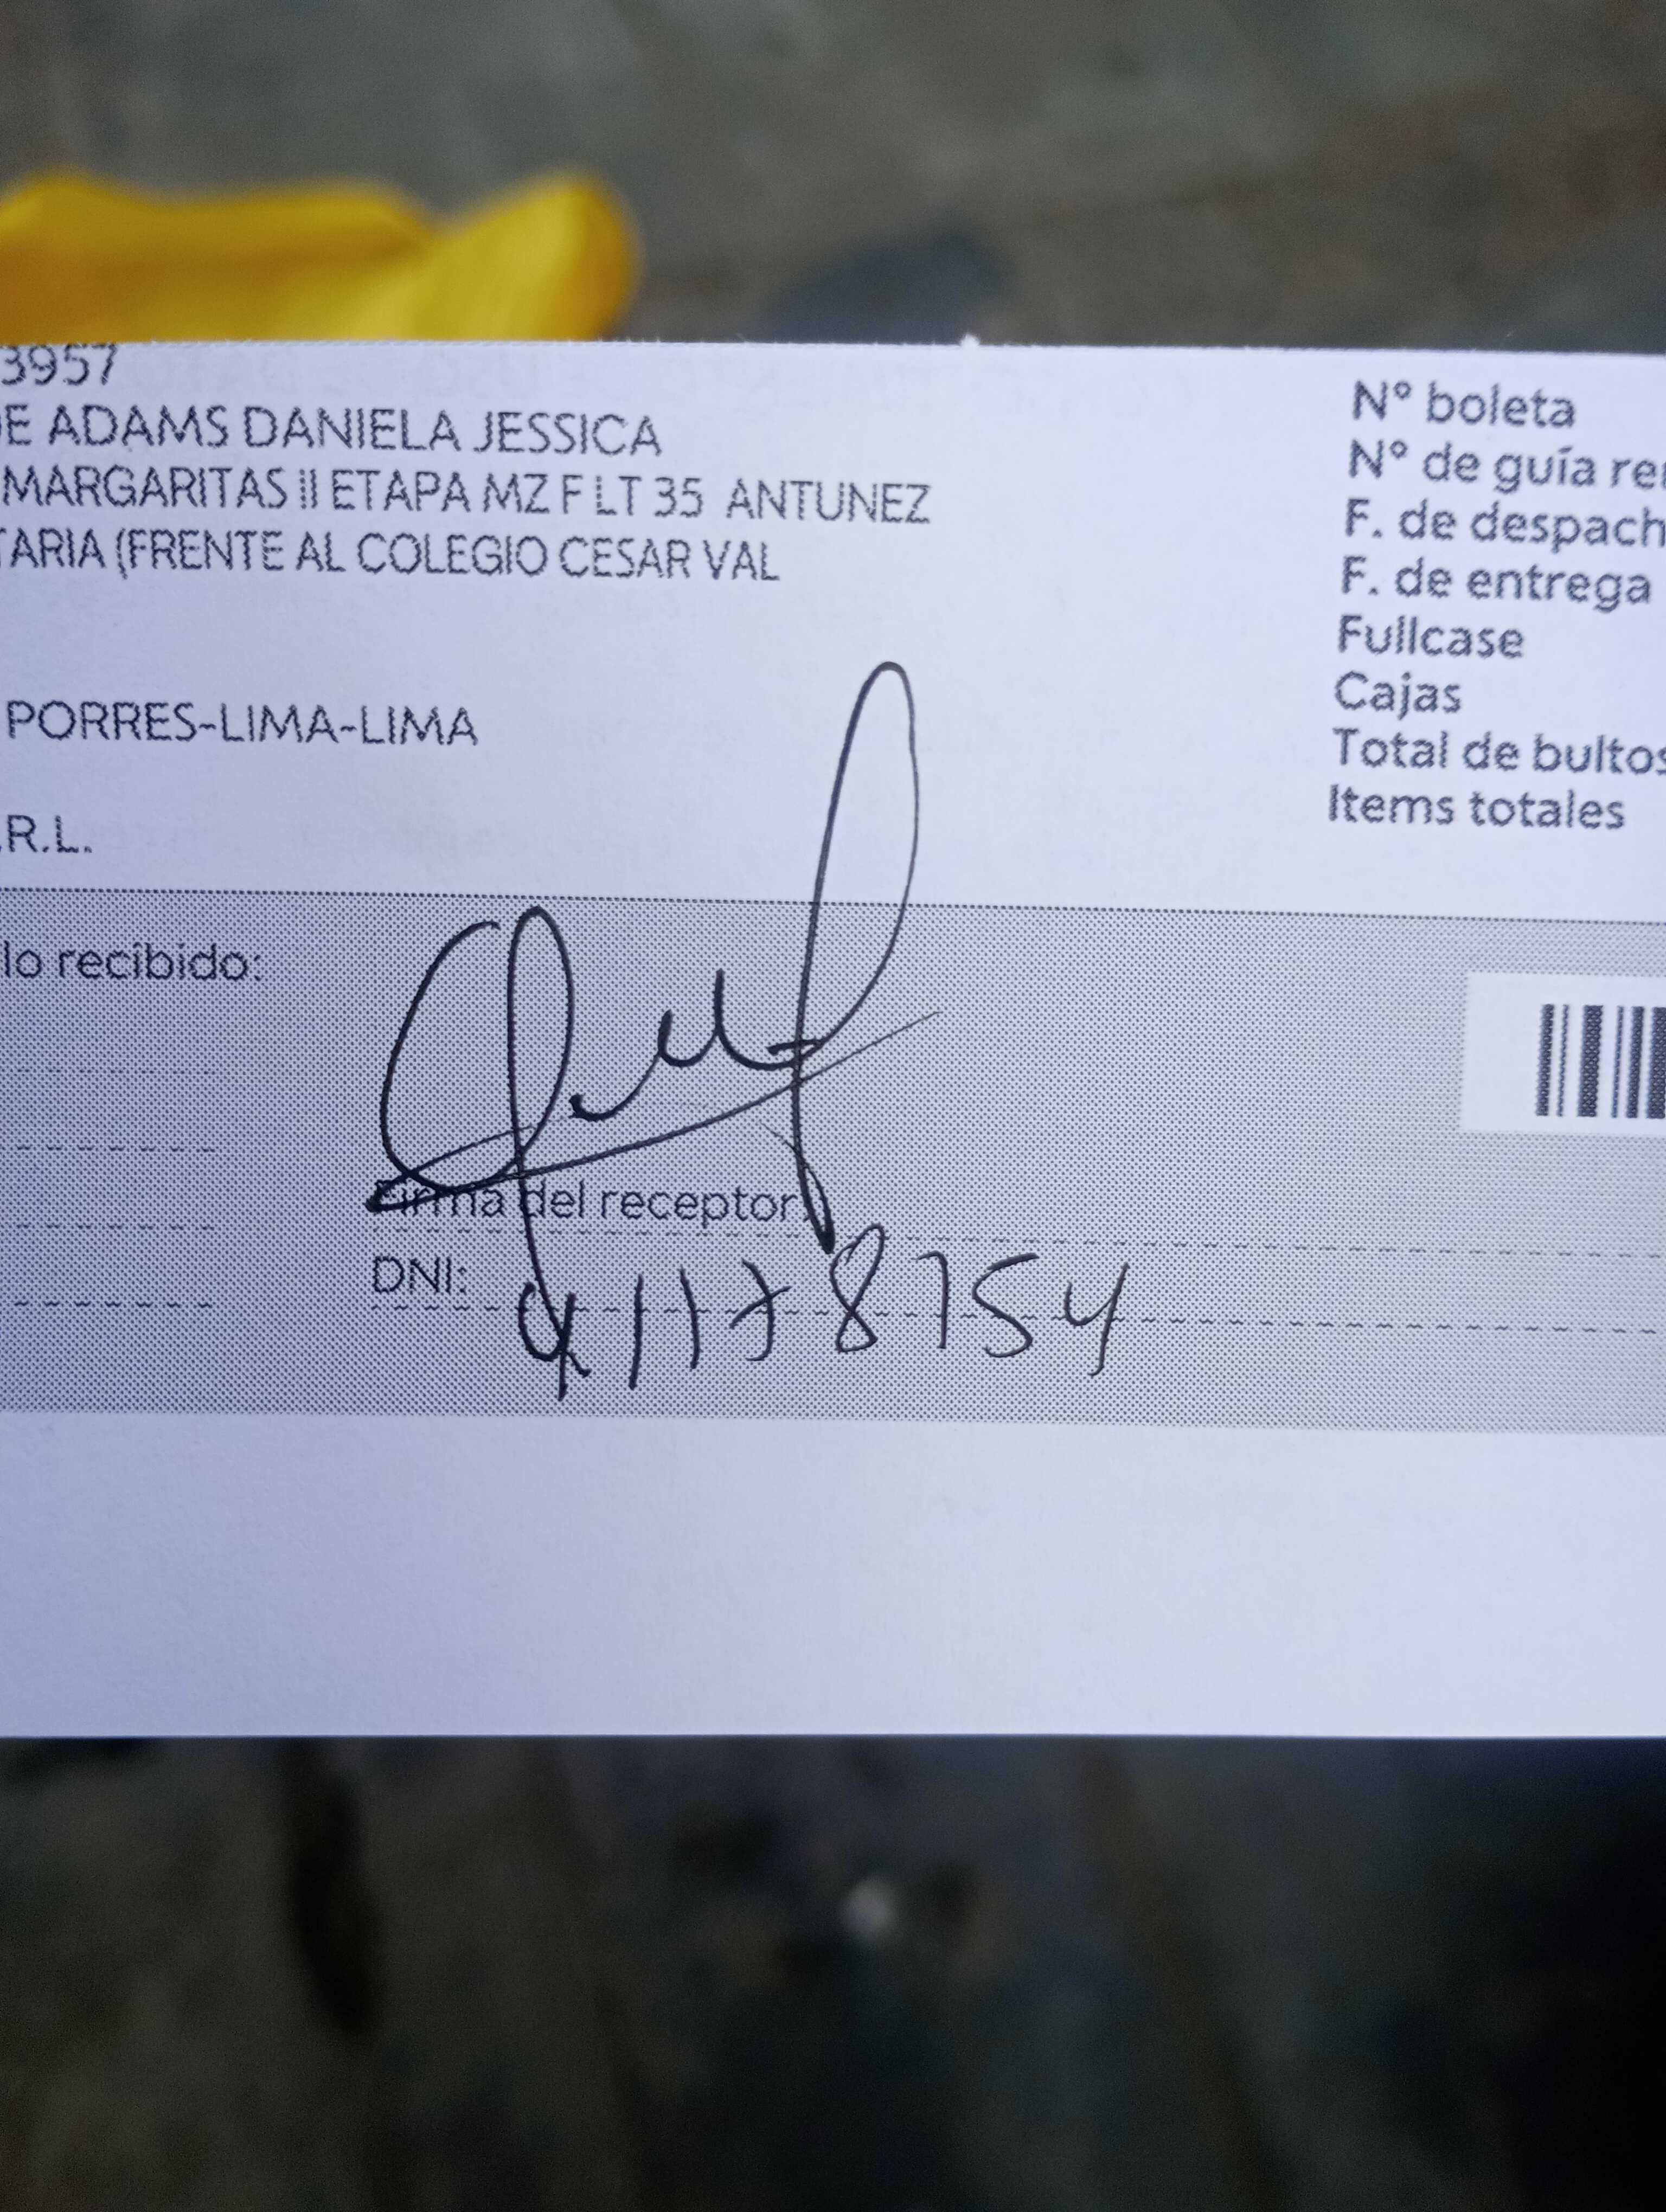 3957
DE ADAMS DANIELA JESSICA
MARGARITAS II ETAPA MZ F LT 35 ANTUNEZ
TARIA (FRENTE AL COLEGIO CESAR VAL
PORRES-LIMA-LIMA
.R.L.
N° boleta
N° de guía re
F. de despach
F. de entrega
Fullcase
Cajas
Total de bultos
Items totales
lo recibido:
Firma del receptor
DNI: 41178754